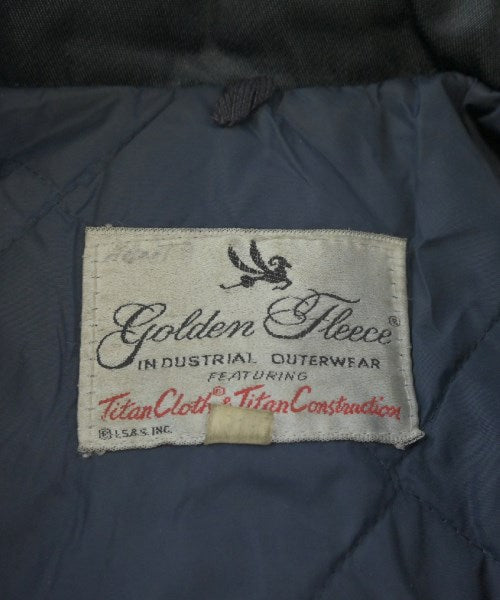 Golden Fleece®
INDUSTRIAL OUTERWEAR
FEATURING
Titan Cloth® & Titan Construction
© I.S.& S. INC.